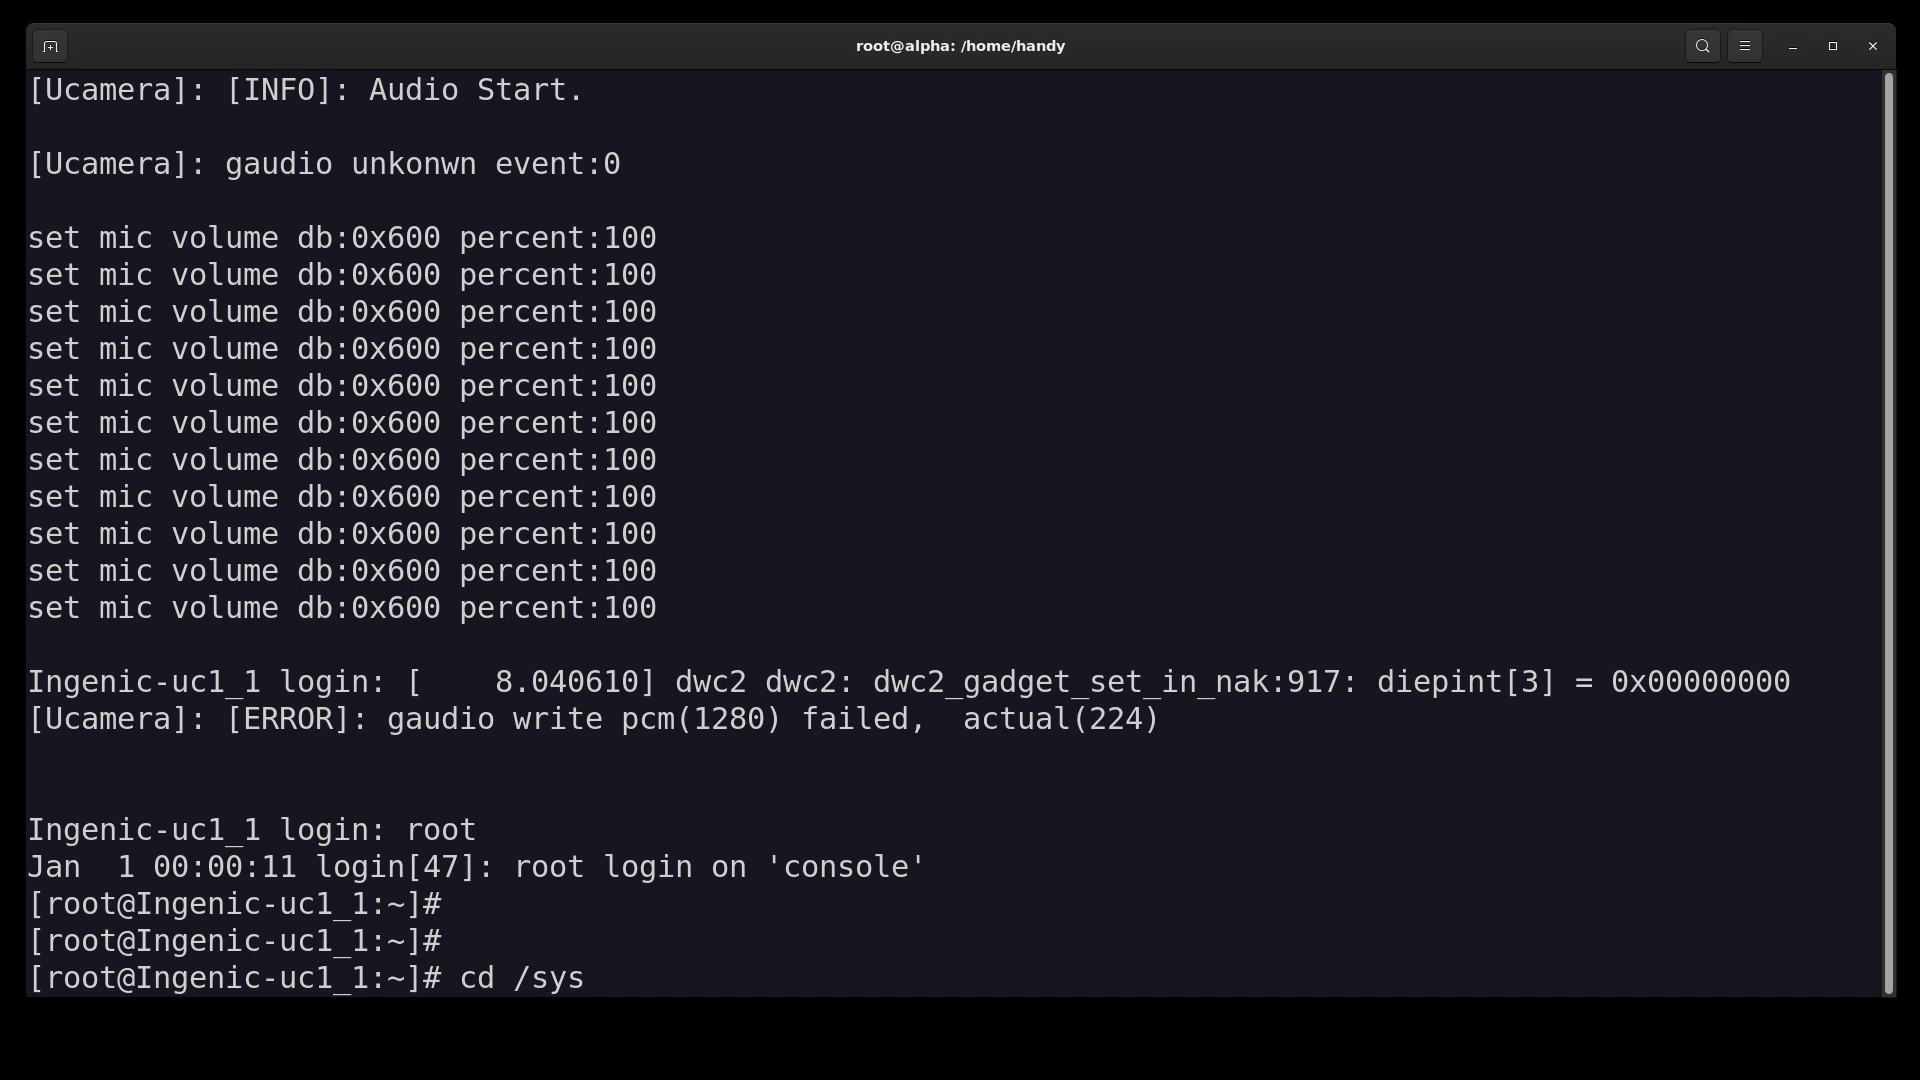 root@alpha: /home/handy
[Ucamera]: [INFO]: Audio Start.
[Ucamera]: gaudio unkonwn event:0
set mic volume db:0x600 percent:100
set mic volume db:0x600 percent:100
set mic volume db:0x600 percent:100
set mic volume db:0x600 percent:100
set mic volume db:0x600 percent:100
set mic volume db:0x600 percent:100
set mic volume db:0x600 percent:100
set mic volume db:0x600 percent:100
set mic volume db:0x600 percent:100
set mic volume db:0x600 percent:100
set mic volume db:0x600 percent:100
Ingenic-uc1_1 login: [    8.040610] dwc2 dwc2: dwc2_gadget_set_in_nak:917: diepint[3] = 0x00000000
[Ucamera]: [ERROR]: gaudio write pcm(1280) failed,  actual(224)
Ingenic-uc1_1 login: root
Jan  1 00:00:11 login[47]: root login on 'console'
[root@Ingenic-uc1_1:~]#
[root@Ingenic-uc1_1:~]#
[root@Ingenic-uc1_1:~]# cd /sys